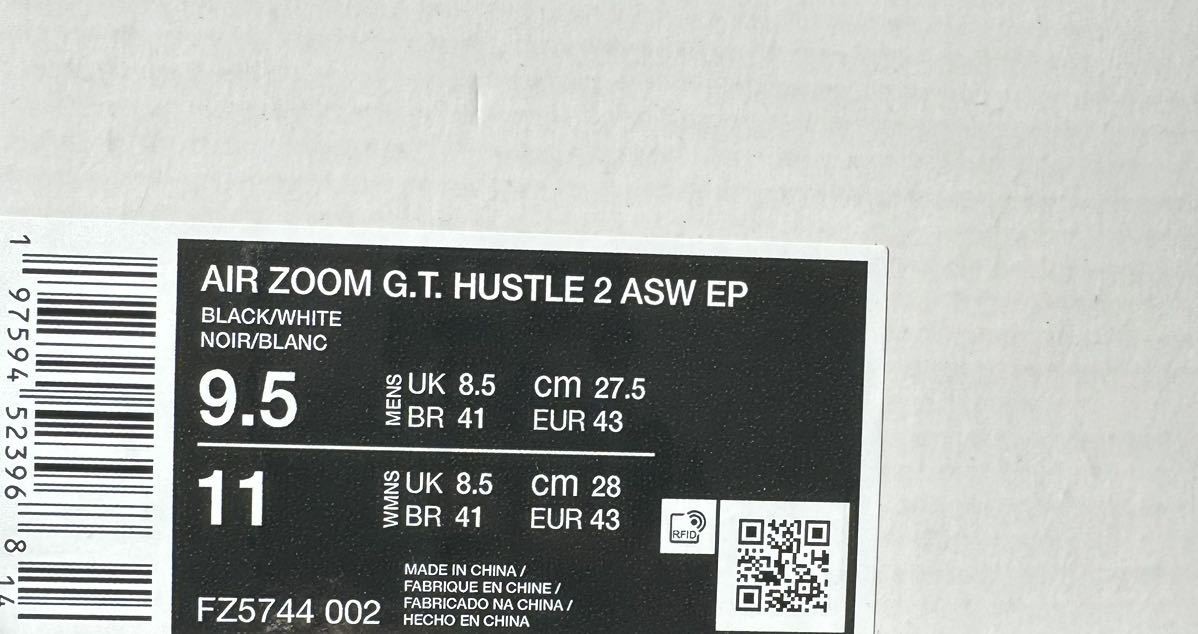 AIR ZOOM G.T. HUSTLE 2 ASW EP
BLACK/WHITE
NOIR/BLANC
9.5 MENS UK 8.5 cm 27.5
BR 41 EUR 43
11 WMNS UK 8.5 cm 28
BR 41 EUR 43
RFID
MADE IN CHINA /
FABRIQUE EN CHINE /
FABRICADO NA CHINA /
HECHO EN CHINA
FZ5744 002
1 97594 52396 8 14